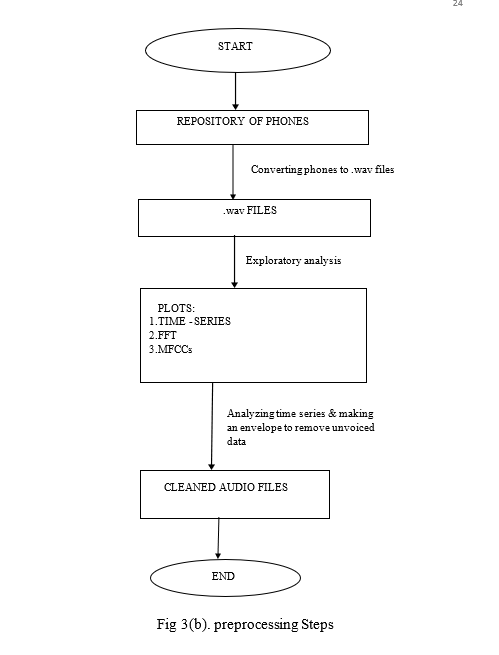 24
START
REPOSITORY OF PHONES
Converting phones to .wav files
.wav FILES
Exploratory analysis
PLOTS:
1.TIME -SERIES
2.FFT
3.MFCCs
Analyzing time series & making
an envelope to remove unvoiced
data
CLEANED AUDIO FILES
END
Fig 3(b). preprocessing Steps